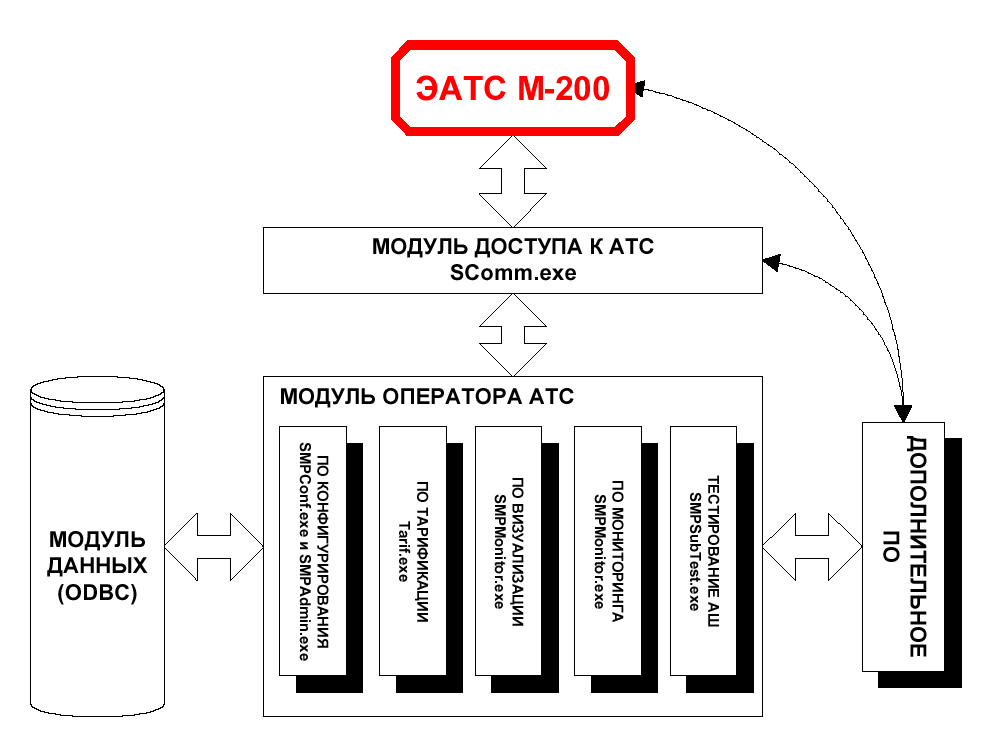 ЭАТС М-200
МОДУЛЬ ДОСТУПА К АТС
SComm.exe
МОДУЛЬ ОПЕРАТОРА АТС
МОДУЛЬ
ДАННЫХ
(ODBC)
ПО КОНФИГУРИРОВАНИЯ
SMPConf.exe и SMPAdmin.exe
ПО ТАРИФИКАЦИИ
Tarif.exe
ПО ВИЗУАЛИЗАЦИИ
SMPMonitor.exe
ПО МОНИТОРИНГА
SMPMonitor.exe
ТЕСТИРОВАНИЕ АШ
SMPSubTest.exe
ДОПОЛНИТЕЛЬНОЕ
ПО